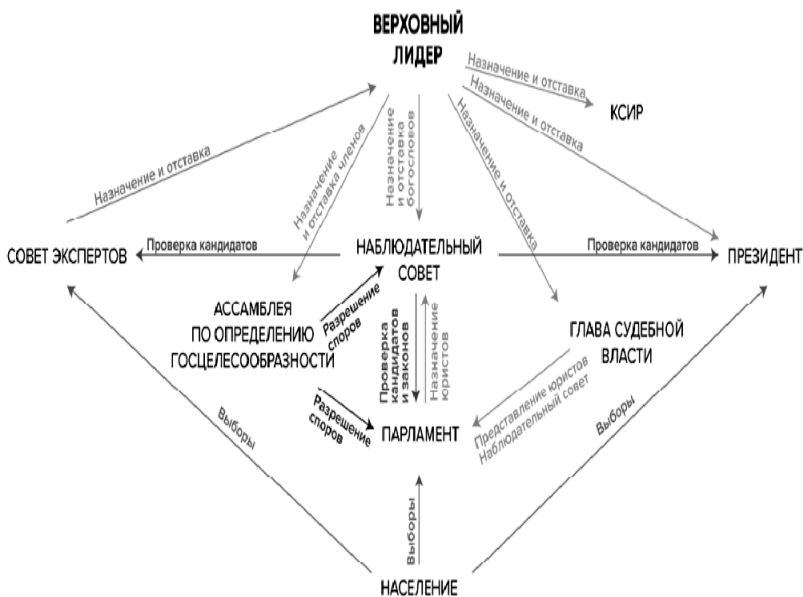 ВЕРХОВНЫЙ
ЛИДЕР
Назначение и отставка
Назначение и отставка
КСИР
Назначение и отставка
Назначение
и отставка
богословов
Назначение
и отставка членов
Назначение и отставка
СОВЕТ ЭКСПЕРТОВ
Проверка кандидатов
НАБЛЮДАТЕЛЬНЫЙ
СОВЕТ
Проверка кандидатов
ПРЕЗИДЕНТ
АССАМБЛЕЯ
ПО ОПРЕДЕЛЕНИЮ
ГОСЦЕЛЕСООБРАЗНОСТИ
Разрешение
споров
Проверка
кандидатов
и законов
Назначение
юристов
ГЛАВА СУДЕБНОЙ
ВЛАСТИ
Разрешение
споров
ПАРЛАМЕНТ
Представление юристов
Наблюдательный совет
Выборы
Выборы
Выборы
НАСЕЛЕНИЕ